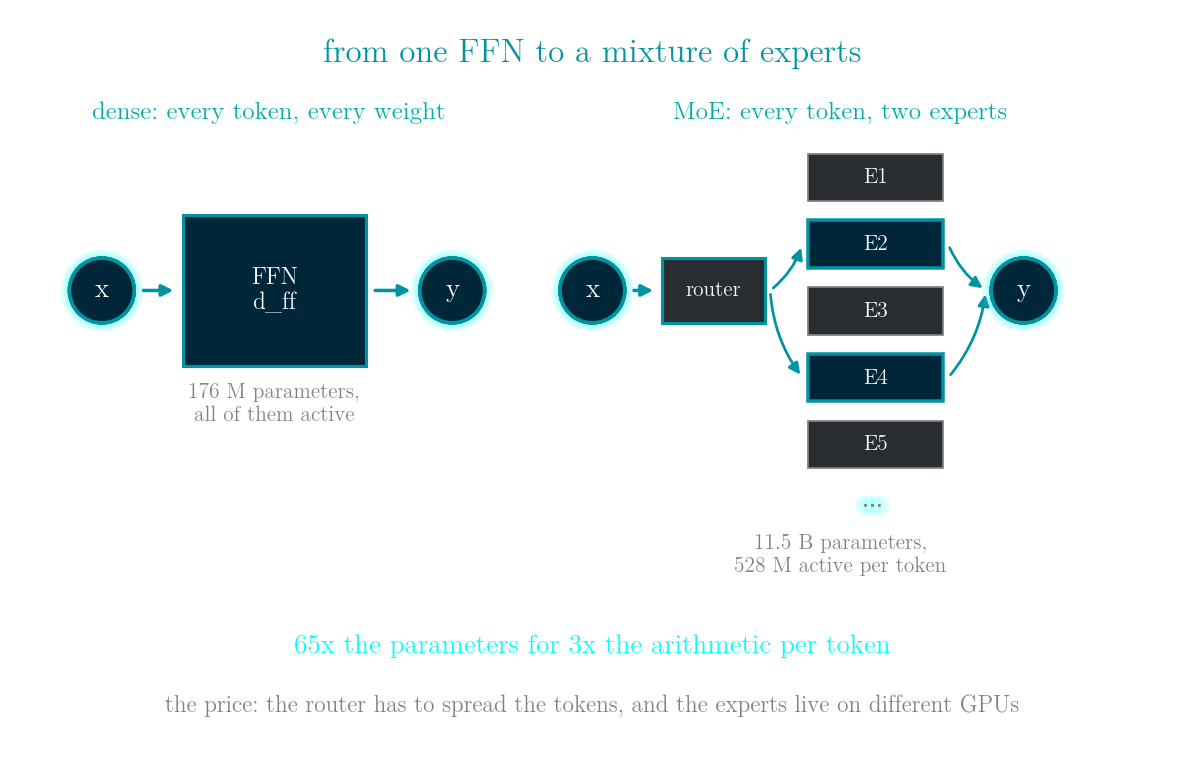 from one FFN to a mixture of experts
dense: every token, every weight
MoE: every token, two experts
x
FFN
d_ff
y
176 M parameters,
all of them active
x
router
E1
E2
E3
E4
E5
...
y
11.5 B parameters,
528 M active per token
65x the parameters for 3x the arithmetic per token
the price: the router has to spread the tokens, and the experts live on different GPUs